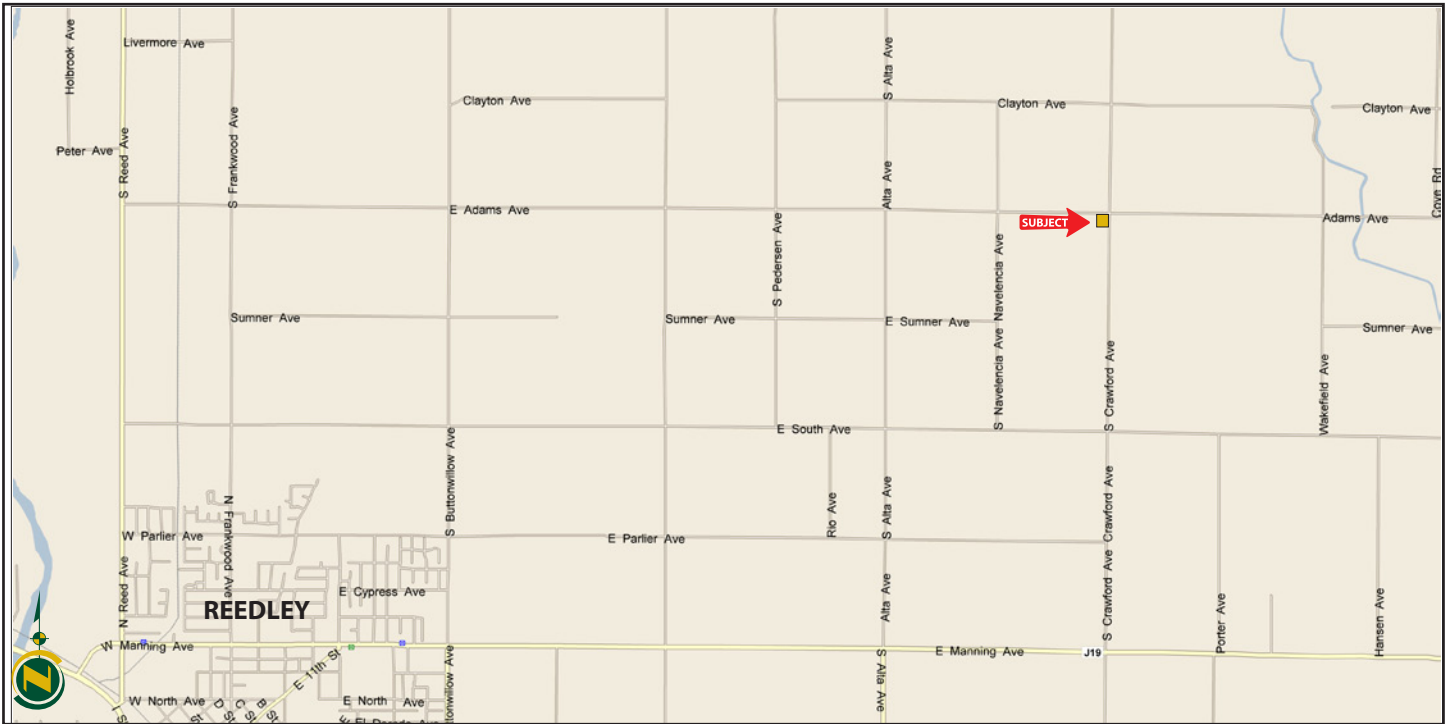 Holbrook Ave
Livermore Ave
S Alta Ave
Clayton Ave
Clayton Ave
Clayton Ave
Peter Ave
S Reed Ave
S Frankwood Ave
Alta Ave
Cove Rd
E Adams Ave
SUBJECT
Adams Ave
S Pedersen Ave
Navelencia Ave
Sumner Ave
Sumner Ave
E Sumner Ave
Sumner Ave
S Navelencia Ave
S Crawford Ave
Wakefield Ave
E South Ave
S Buttonwillow Ave
N Frankwood Ave
Rio Ave
S Alta Ave
Crawford Ave
W Parlier Ave
E Parlier Ave
N Reed Ave
E Cypress Ave
Alta Ave
S Crawford Ave
Porter Ave
Hansen Ave
REEDLEY
W Manning Ave
E Manning Ave
J19
E 11th St
S Alta Ave
N
W North Ave
D St
C St
B St
E North Ave